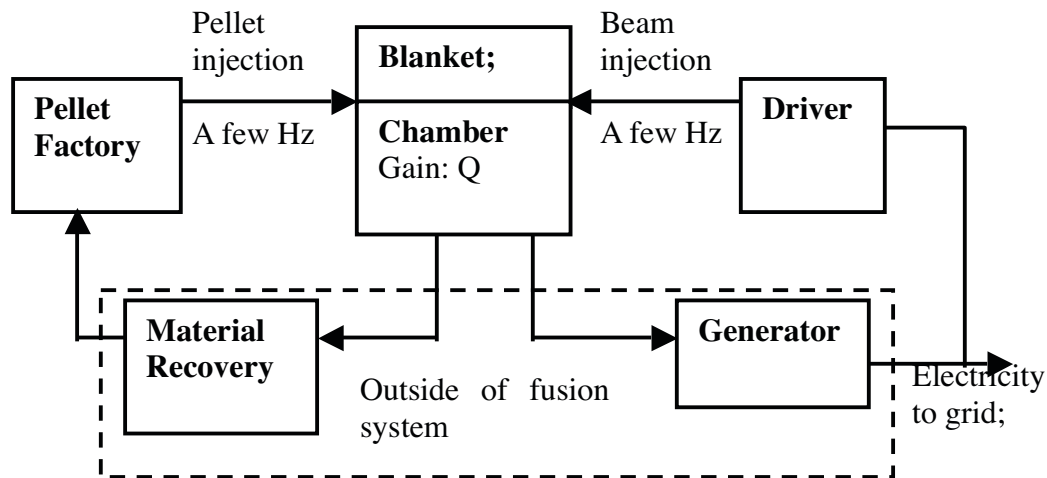 Pellet
injection
A few Hz
Pellet
Factory
Blanket;
Chamber
Gain: Q
Beam
injection
A few Hz
Driver
Material
Recovery
Outside of fusion
system
Generator
Electricity
to grid;